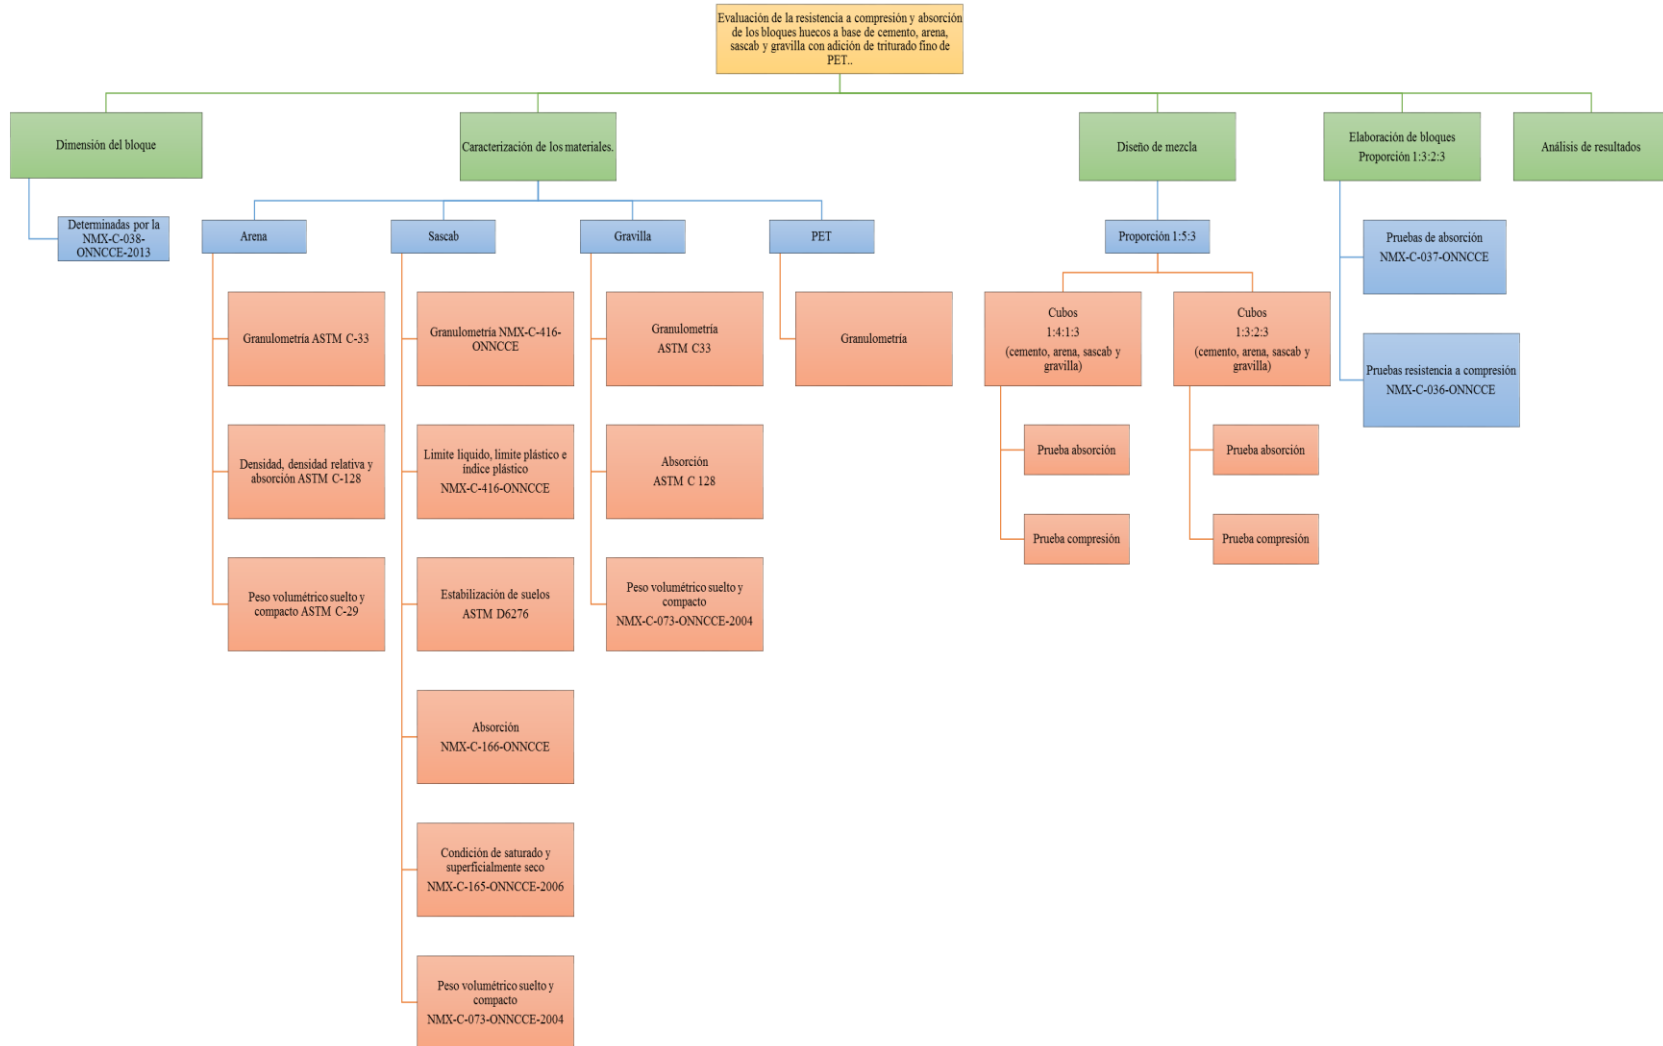 Evaluación de la resistencia a compresión y absorción
de los bloques huecos a base de cemento, arena,
sascab y gravilla con adición de triturado fino de
PET..
Dimensión del bloque
Determinadas por la
NMX-C-038-
ONNCCE-2013
Caracterización de los materiales.
Arena
Granulometría ASTM C-33
Densidad, densidad relativa y
absorción ASTM C-128
Peso volumétrico suelto y
compacto ASTM C-29
Sascab
Granulometría NMX-C-416-
ONNCCE
Limite liquido, limite plástico e
índice plástico
NMX-C-416-ONNCCE
Estabilización de suelos
ASTM D6276
Absorción
NMX-C-166-ONNCCE
Condición de saturado y
superficialmente seco
NMX-C-165-ONNCCE-2006
Peso volumétrico suelto y
compacto
NMX-C-073-ONNCCE-2004
Gravilla
Granulometría
ASTM C33
Absorción
ASTM C 128
Peso volumétrico suelto y
compacto
NMX-C-073-ONNCCE-2004
PET
Granulometría
Diseño de mezcla
Proporción 1:5:3
Cubos
1:4:1:3
(cemento, arena, sascab y
gravilla)
Prueba absorción
Prueba compresión
Cubos
1:3:2:3
(cemento, arena, sascab y
gravilla)
Prueba absorción
Prueba compresión
Elaboración de bloques
Proporción 1:3:2:3
Pruebas de absorción
NMX-C-037-ONNCCE
Pruebas resistencia a compresión
NMX-C-036-ONNCCE
Análisis de resultados